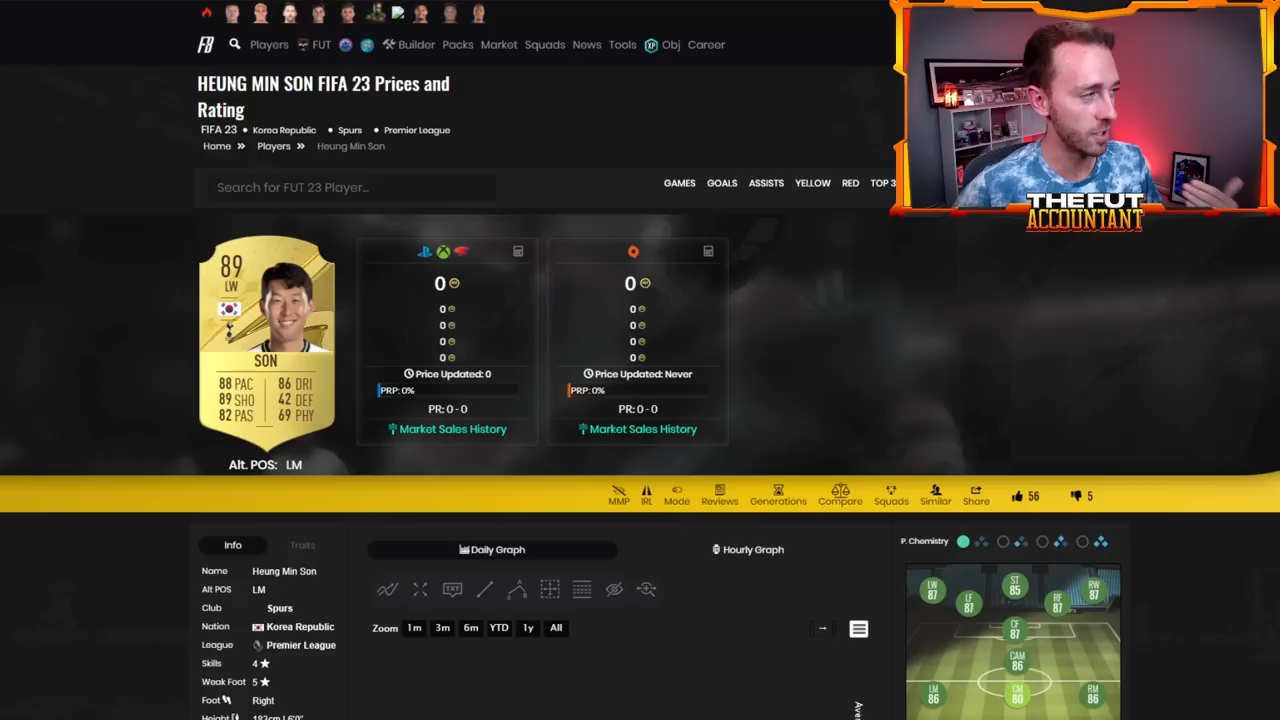 F8 Players FUT Builder Packs Market Squads News Tools XP Obj Career
HEUNG MIN SON FIFA 23 Prices and
Rating
FIFA 23 • Korea Republic • Spurs • Premier League
Home » Players » Heung Min Son
Search for FUT 23 Player...
GAMES GOALS ASSISTS YELLOW RED TOP 3
THE FUT
ACCOUNTANT
89
LW
SON
88 PAC 86 DRI
89 SHO 42 DEF
82 PAS 69 PHY
Alt. POS: LM
0
0
0
0
0
Price Updated: 0
PRP: 0%
PR: 0 - 0
Market Sales History
0
0
0
0
0
Price Updated: Never
PRP: 0%
PR: 0 - 0
Market Sales History
MMP IRL Mode Reviews Generations Compare Squads Similar Share 56 5
Info Traits
Name Heung Min Son
Alt POS LM
Club Spurs
Nation Korea Republic
League Premier League
Skills 4
Weak Foot 5
Foot Right
Height 183cm | 6'0"
Daily Graph Hourly Graph
TXT
Zoom 1m 3m 6m YTD 1y All
→
Ave
P. Chemistry
LW
87
ST
85
RW
87
LF
87
RF
87
CF
87
CAM
86
LM
86
CM
80
RM
86